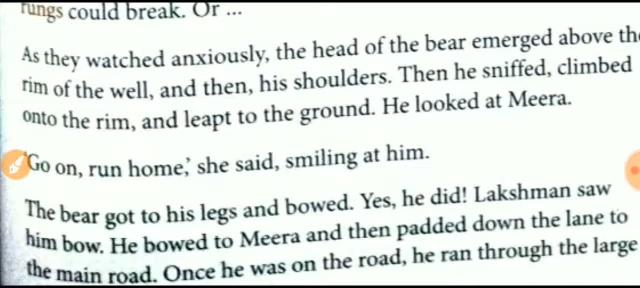 rungs could break. Or ...
As they watched anxiously, the head of the bear emerged above the
rim of the well, and then, his shoulders. Then he sniffed, climbed
onto the rim, and leapt to the ground. He looked at Meera.
'Go on, run home,' she said, smiling at him.
The bear got to his legs and bowed. Yes, he did! Lakshman saw
him bow. He bowed to Meera and then padded down the lane to
the main road. Once he was on the road, he ran through the large